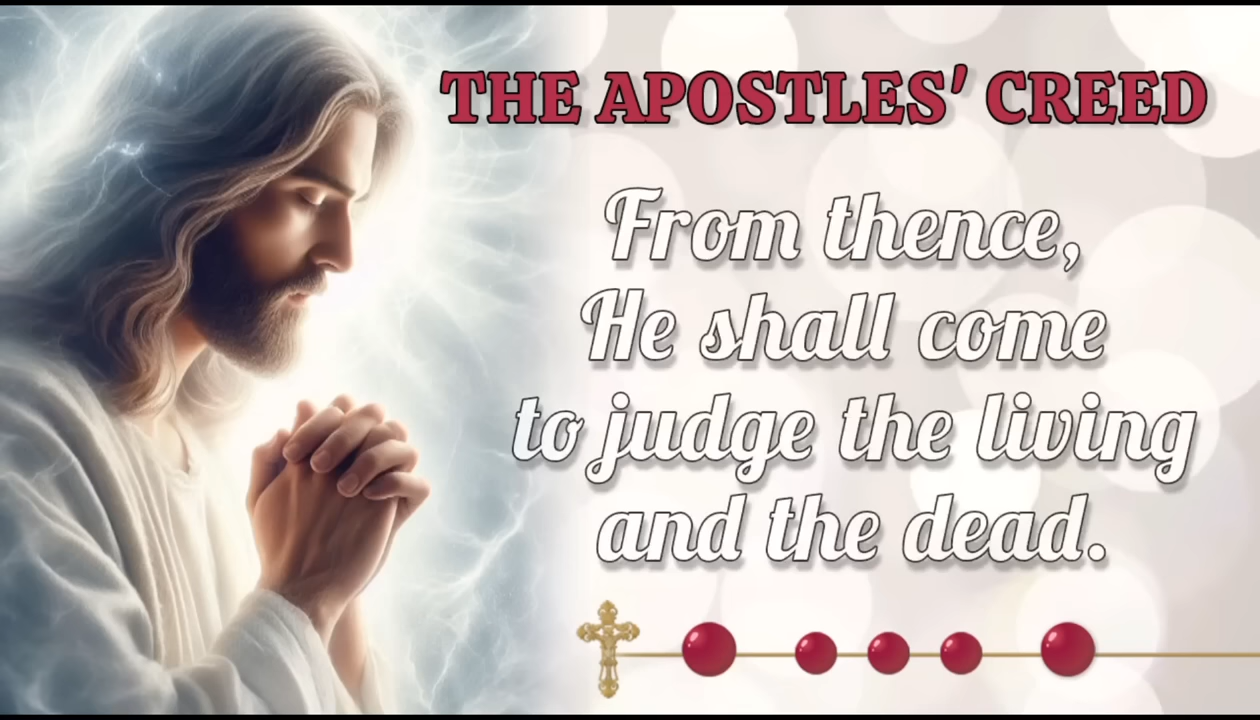 THE APOSTLES' CREED
From thence,
He shall come
to judge the living
and the dead.